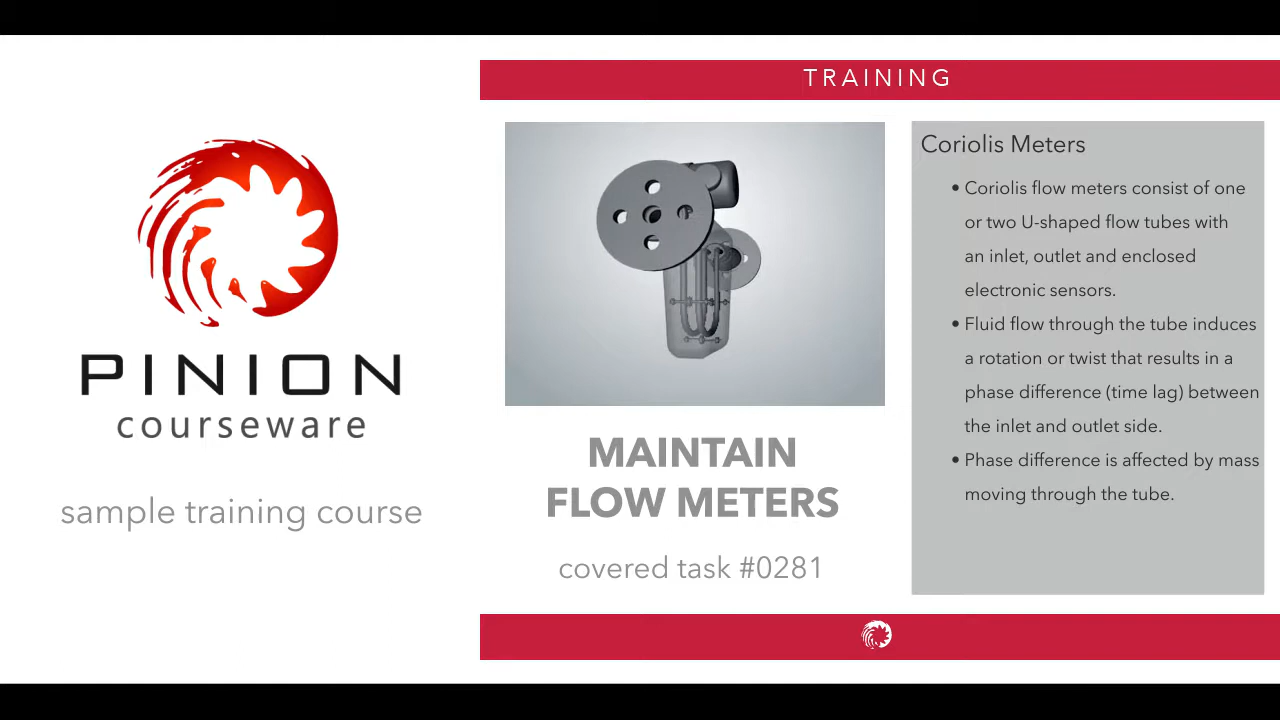 PINION
courseware
sample training course
TRAINING
MAINTAIN
FLOW METERS
covered task #0281
Coriolis Meters
• Coriolis flow meters consist of one
or two U-shaped flow tubes with
an inlet, outlet and enclosed
electronic sensors.
• Fluid flow through the tube induces
a rotation or twist that results in a
phase difference (time lag) between
the inlet and outlet side.
• Phase difference is affected by mass
moving through the tube.